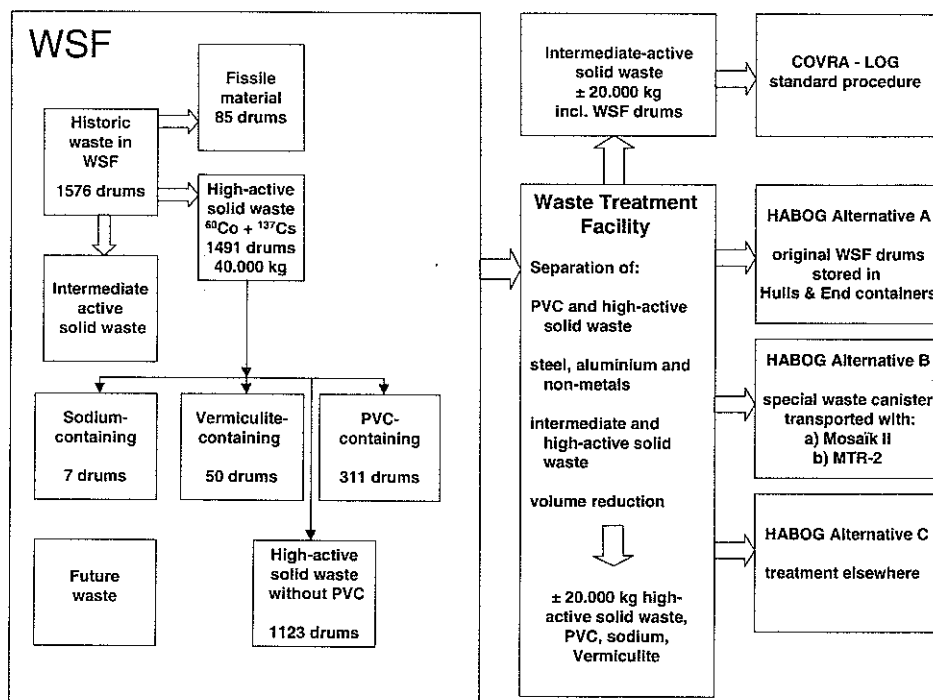 WSF
Fissile
material
85 drums
Historic
waste in
WSF
1576 drums
High-active
solid waste
⁶⁰Co + ¹³⁷Cs
1491 drums
40.000 kg
Intermediate
active
solid waste
Sodium-
containing
7 drums
Vermiculite-
containing
50 drums
PVC-
containing
311 drums
Future
waste
High-active
solid waste
without PVC
1123 drums
Intermediate-active
solid waste
± 20.000 kg
incl. WSF drums
COVRA - LOG
standard procedure
Waste Treatment
Facility
Separation of:
PVC and high-active
solid waste
steel, aluminium and
non-metals
intermediate and
high-active solid
waste
volume reduction
± 20.000 kg high-
active solid waste,
PVC, sodium,
Vermiculite
HABOG Alternative A
original WSF drums
stored in
Hulls & End containers
HABOG Alternative B
special waste canister
transported with:
a) Mosaïk II
b) MTR-2
HABOG Alternative C
treatment elsewhere